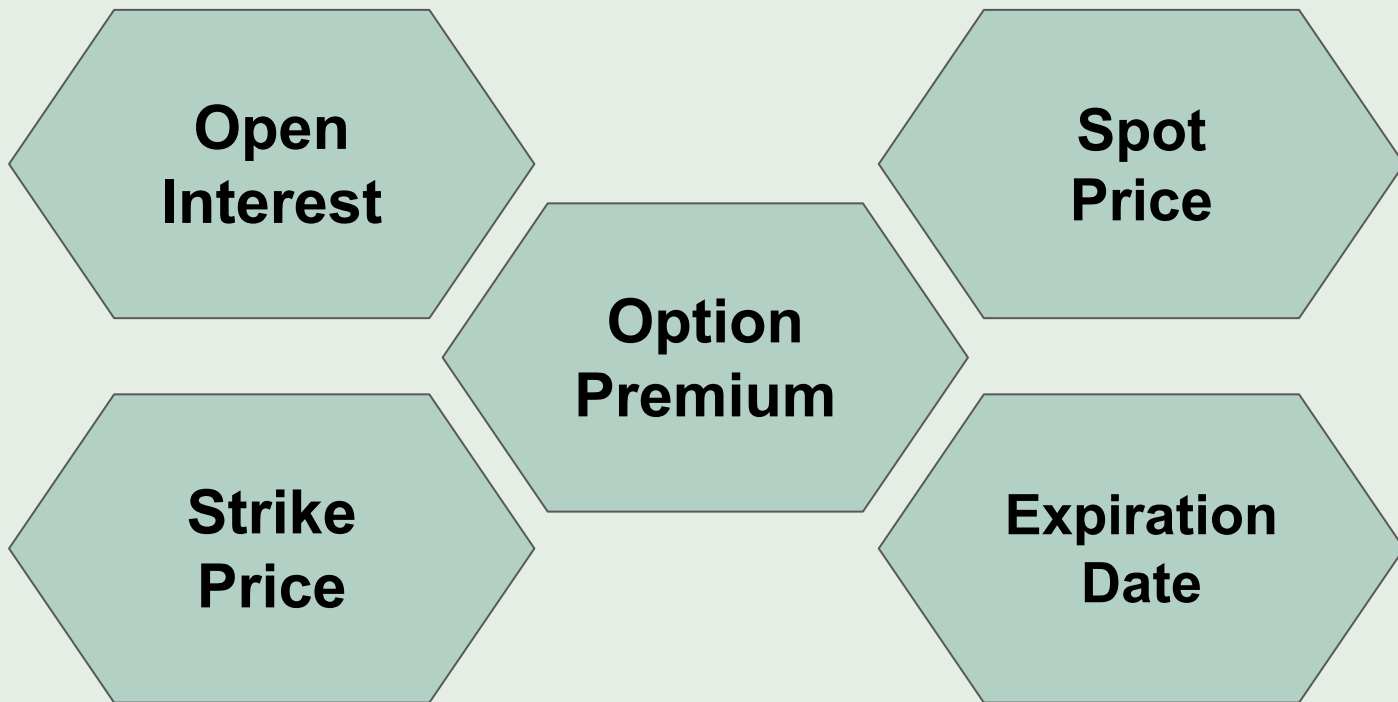 Open
Interest
Spot
Price
Option
Premium
Strike
Price
Expiration
Date